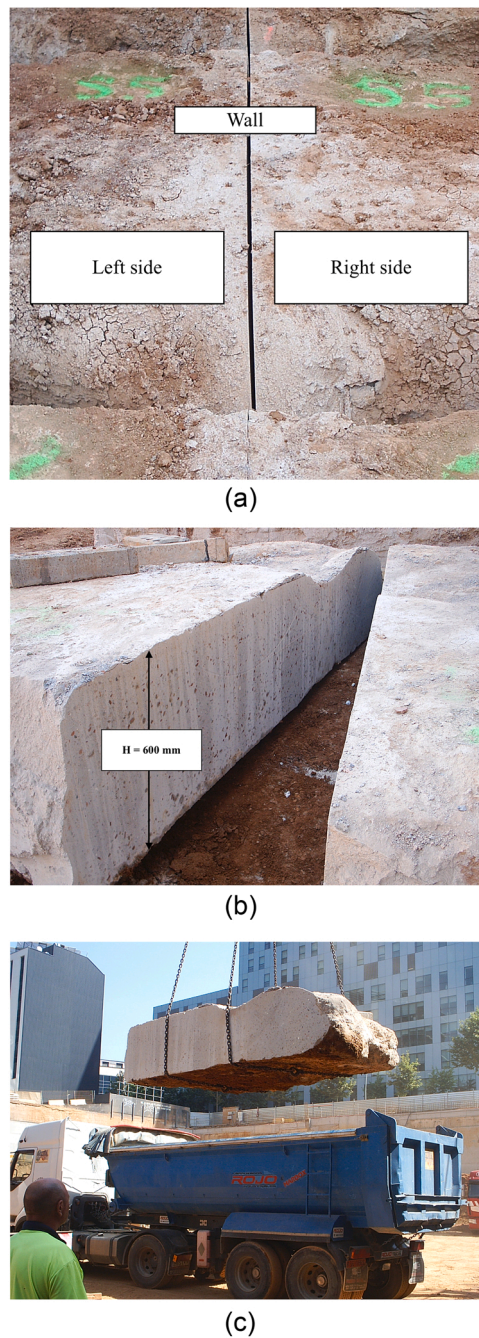 S5
S5
Wall
Left side
Right side
(a)
H = 600 mm
(b)
ROJO
(c)